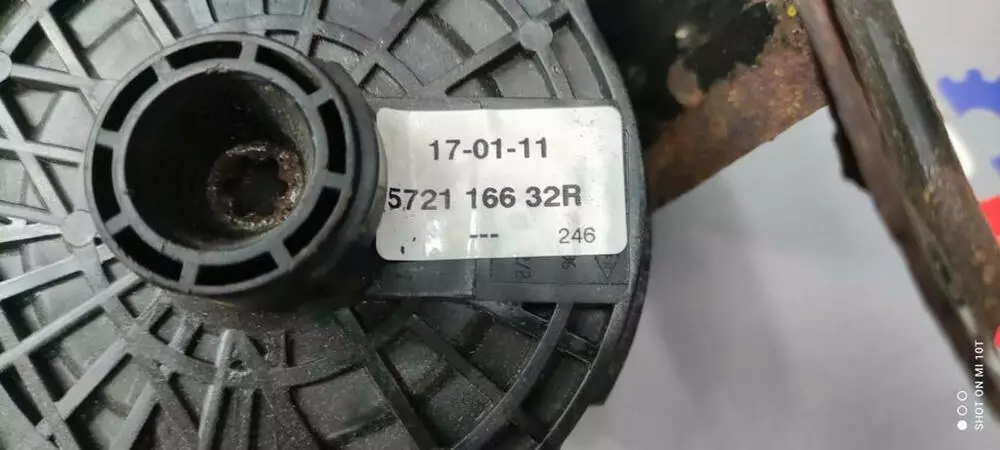 17-01-11
5721 166 32R
--- 246
SHOT ON MI 10T